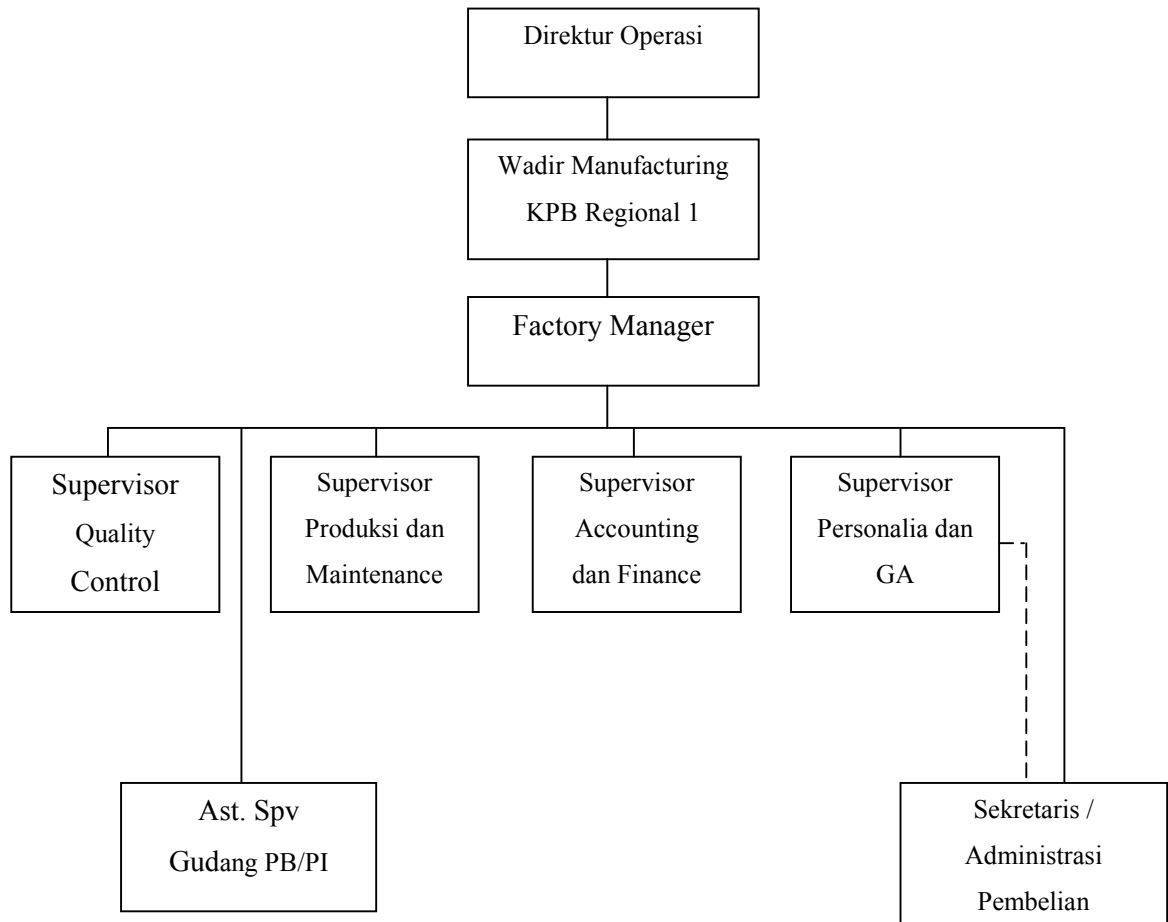 Direktur Operasi
Wadir Manufacturing
KPB Regional 1
Factory Manager
Supervisor
Quality
Control
Supervisor
Produksi dan
Maintenance
Supervisor
Accounting
dan Finance
Supervisor
Personalia dan
GA
Ast. Spv
Gudang PB/PI
Sekretaris /
Administrasi
Pembelian